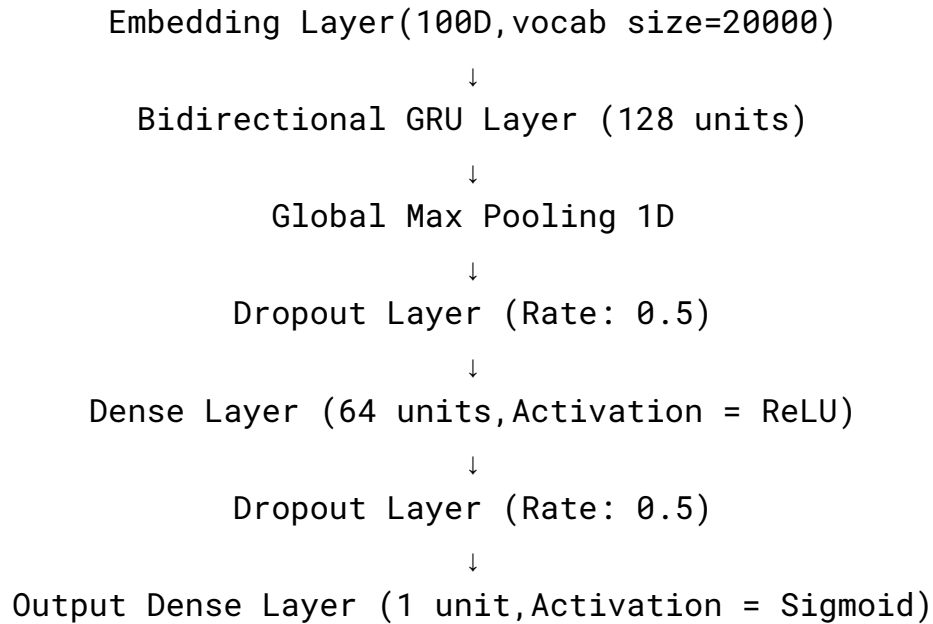 Embedding Layer(100D,vocab size=20000)
↓
Bidirectional GRU Layer (128 units)
↓
Global Max Pooling 1D
↓
Dropout Layer (Rate: 0.5)
↓
Dense Layer (64 units,Activation = ReLU)
↓
Dropout Layer (Rate: 0.5)
↓
Output Dense Layer (1 unit,Activation = Sigmoid)